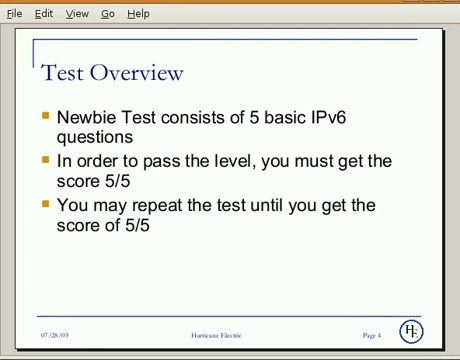 File Edit View Go Help
Test Overview
Newbie Test consists of 5 basic IPv6
questions
In order to pass the level, you must get the
score 5/5
You may repeat the test until you get the
score of 5/5
07/28/09 Hurricane Electric Page 4 HE